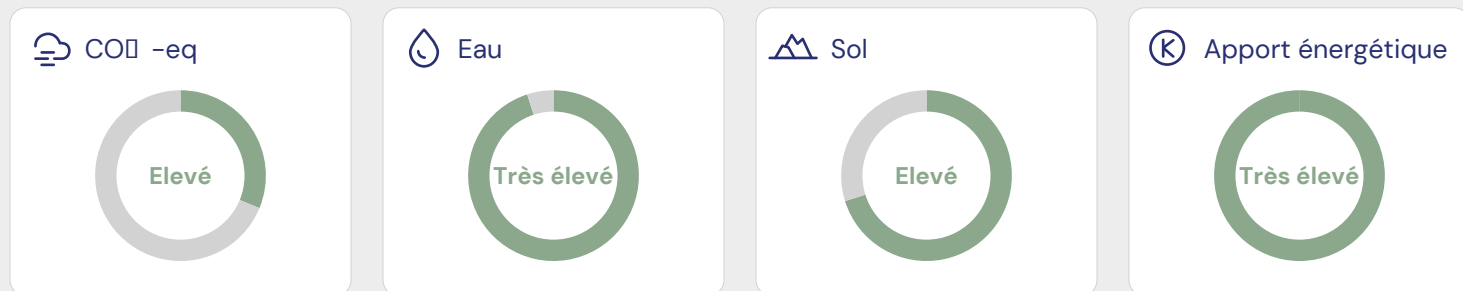 CO▯ -eq
Eau
Sol
Apport énergétique
Elevé
Très élevé
Elevé
Très élevé